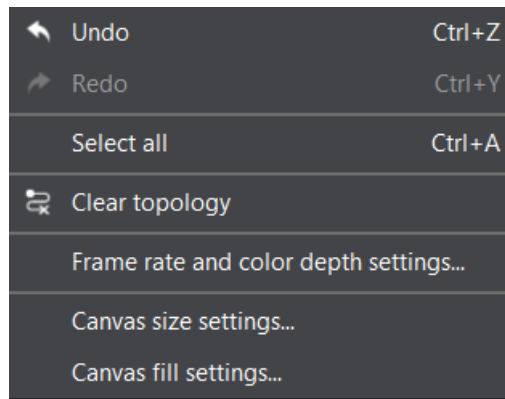 Undo Ctrl+Z
Redo Ctrl+Y
Select all Ctrl+A
Clear topology
Frame rate and color depth settings...
Canvas size settings...
Canvas fill settings...